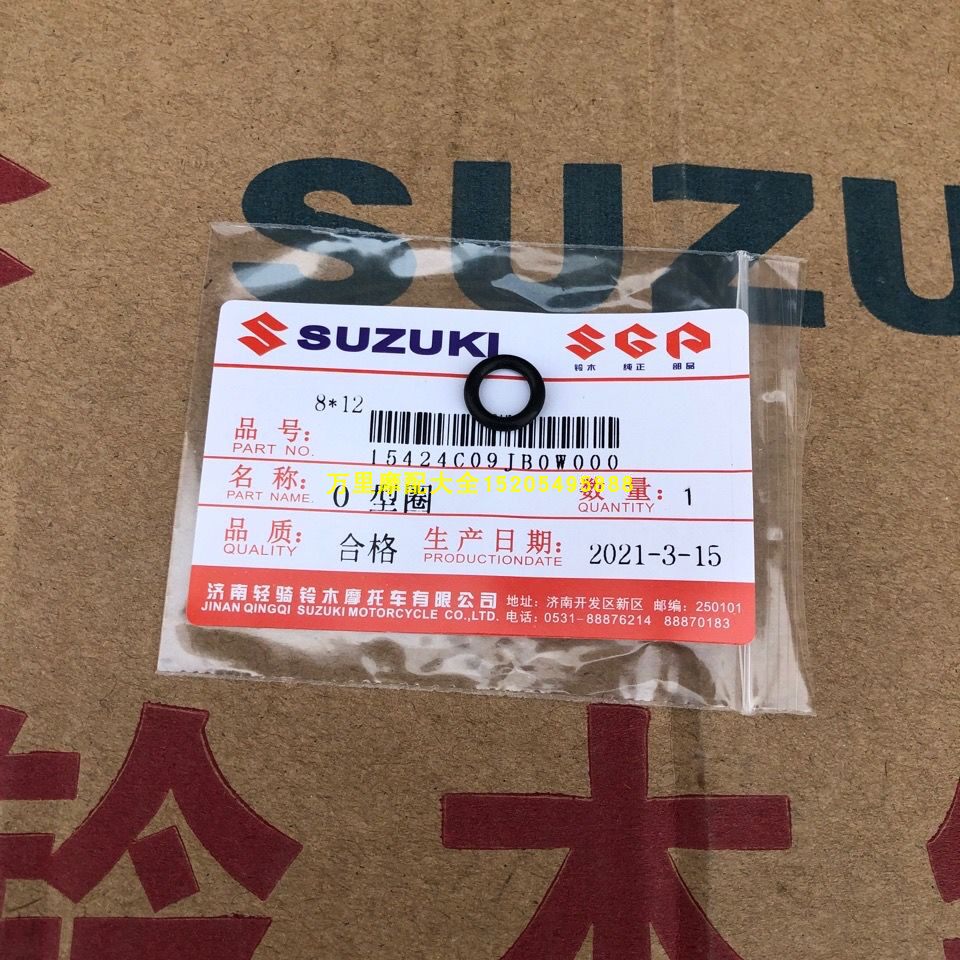 SUZU
SUZUKI SGP
铃木 纯正 部品
8*12
品号:
PART NO.
15424C09JB0W000
名称:
PART NAME.
O 型圈
万里摩配大全15205495688
数量:
QUANTITY
1
品质:
QUALITY
合格
生产日期:
PRODUCTIONDATE
2021-3-15
济南轻骑铃木摩托车有限公司 地址: 济南开发区新区 邮编: 250101
JINAN QINGQI SUZUKI MOTORCYCLE CO.,LTD. 电话: 0531-88876214 88870183
铃木